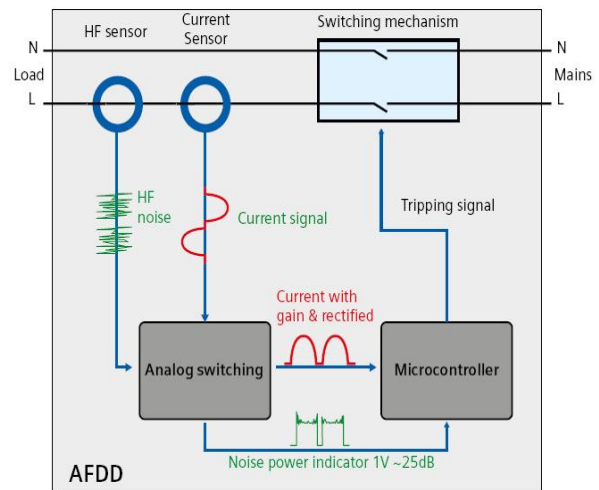 HF sensor
Current
Sensor
Switching mechanism
N
N
Load
Mains
L
L
HF
noise
Current signal
Tripping signal
Current with
gain & rectified
Analog switching
Microcontroller
Noise power indicator 1V ~25dB
AFDD